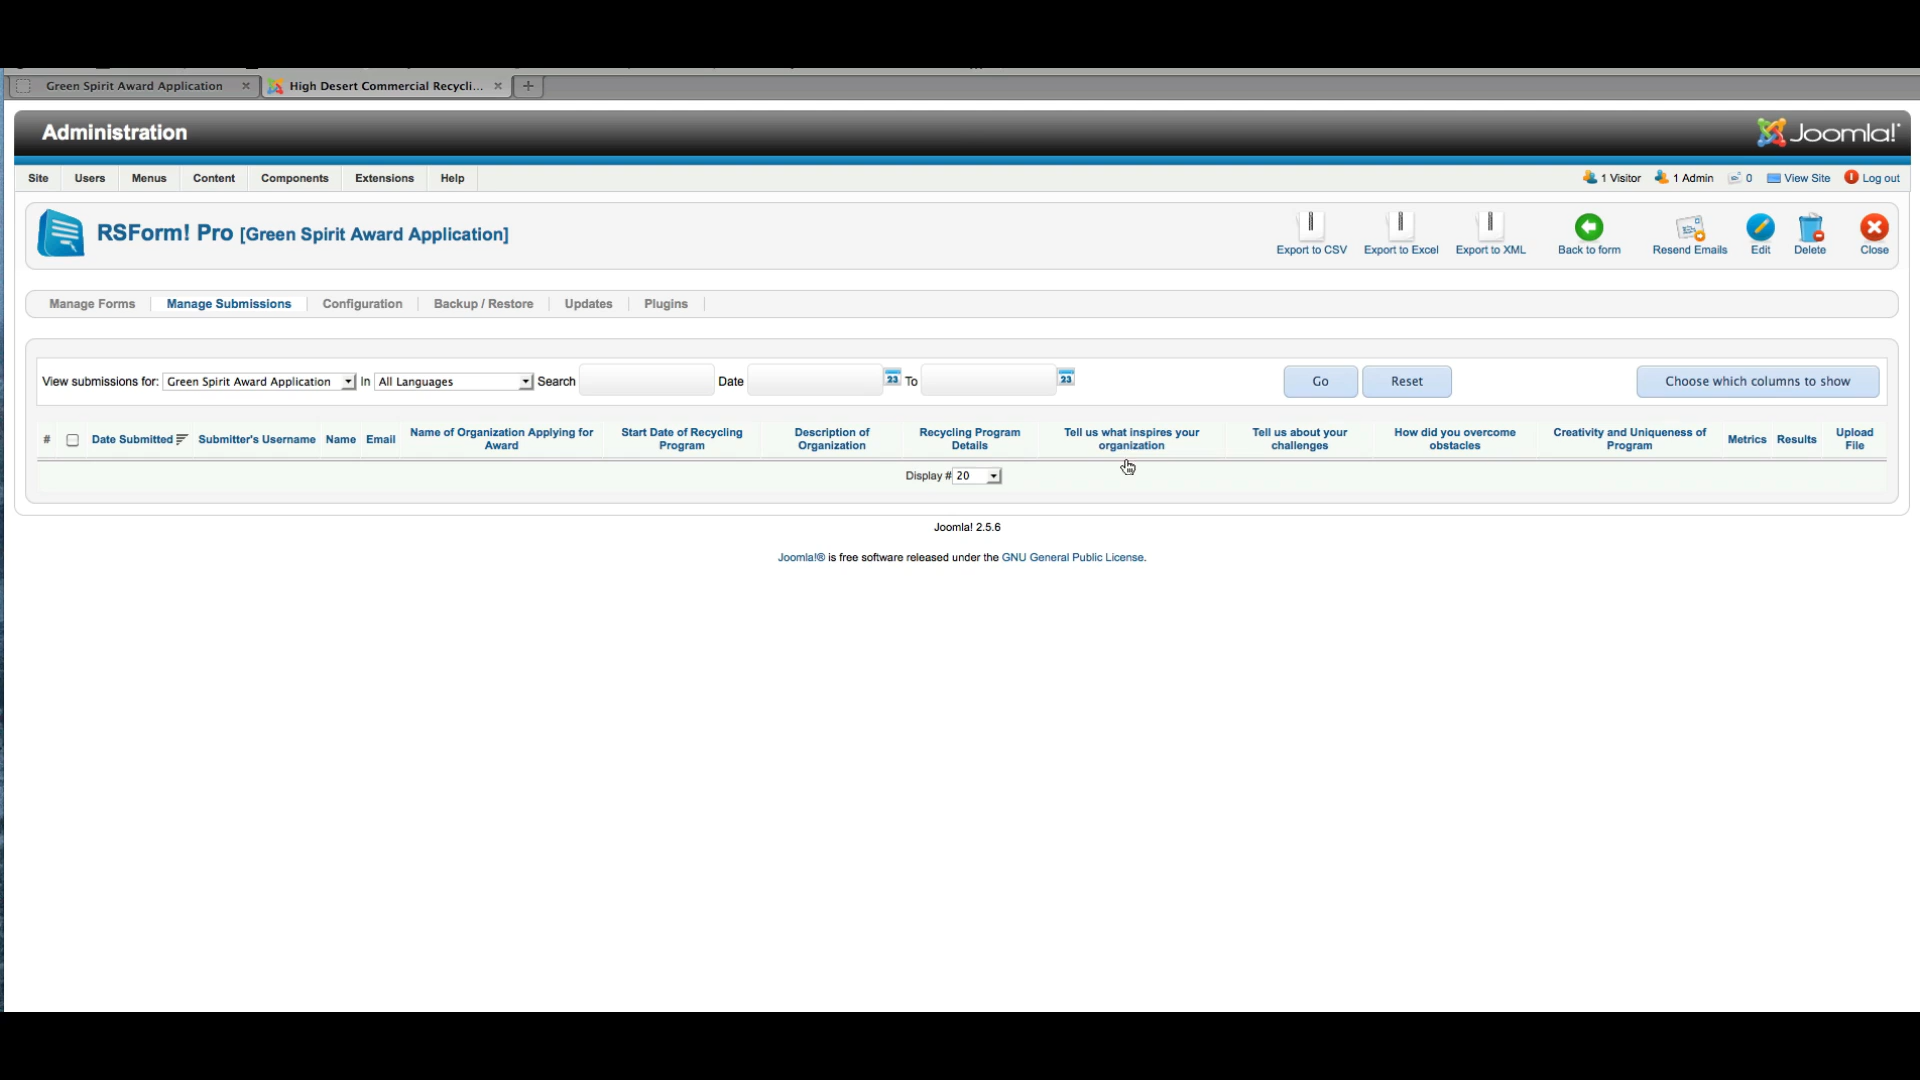 Green Spirit Award Application
High Desert Commercial Recycli...
Administration
Joomla!
Site Users Menus Content Components Extensions Help
1 Visitor 1 Admin 0 View Site Log out
RSForm! Pro [Green Spirit Award Application]
Export to CSV Export to Excel Export to XML Back to form Resend Emails Edit Delete Close
Manage Forms Manage Submissions Configuration Backup / Restore Updates Plugins
View submissions for: Green Spirit Award Application In All Languages Search Date 23 To 23 Go Reset Choose which columns to show
# Date Submitted Submitter's Username Name Email
Name of Organization Applying for
Award
Start Date of Recycling
Program
Description of
Organization
Recycling Program
Details
Tell us what inspires your
organization
Tell us about your
challenges
How did you overcome
obstacles
Creativity and Uniqueness of
Program
Metrics Results
Upload
File
Display # 20
Joomla! 2.5.6
Joomla!® is free software released under the GNU General Public License.